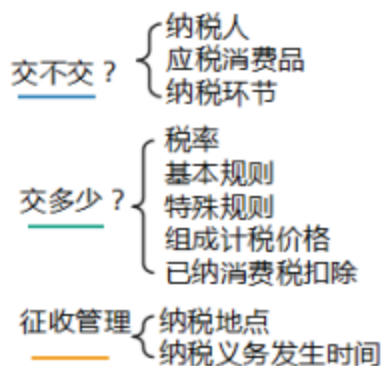 交不交？
纳税人
应税消费品
纳税环节
交多少？
税率
基本规则
特殊规则
组成计税价格
已纳消费税扣除
征收管理
纳税地点
纳税义务发生时间